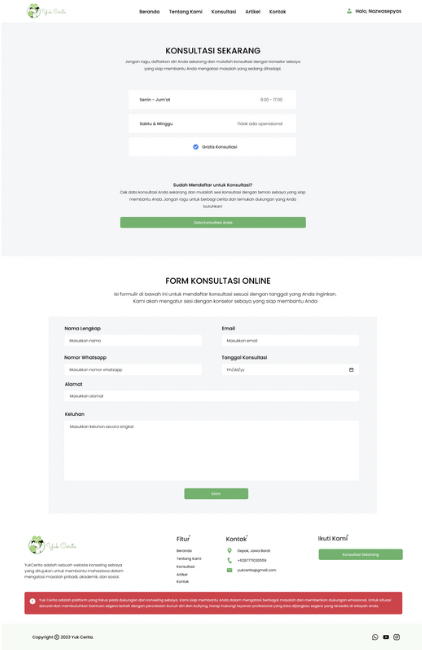 Yuk Cerita
Beranda Tentang Kami Konsultasi Artikel Kontak
Halo, Nazwasepyas
KONSULTASI SEKARANG
Jangan ragu, daftarkan diri Anda sekarang dan mulailah konsultasi dengan konselor sebaya yang siap membantu Anda mengatasi masalah yang sedang dihadapi
Senin - Jum'at
9.00 - 17.00
Sabtu & Minggu
Tidak ada operasional
Gratis Konsultasi
Sudah Mendaftar untuk Konsultasi?
Cek data konsultasi Anda sekarang dan mulailah sesi konsultasi dengan teman sebaya yang siap
membantu Anda. Jangan ragu untuk berbagi cerita dan temukan dukungan yang Anda
butuhkan!
Data Konsultasi Anda
FORM KONSULTASI ONLINE
Isi formulir di bawah ini untuk mendaftar konsultasi sesuai dengan tanggal yang Anda inginkan.
Kami akan mengatur sesi dengan konselor sebaya yang siap membantu Anda
Nama Lengkap
Email
Masukkan nama
Masukkan email
Nomor Whatsapp
Tanggal Konsultasi
Masukkan nomor whatsapp
Alamat
Masukkan alamat
Keluhan
Masukkan keluhan secara singkat
Yuk Cerita
Fitur
Kontak
Ikuti Kami
Beranda
Tentang Kami
Konsultasi
Artikel
Kontak
Depok, Jawa Barat
yukcerita@gmail.com
Konsultasi Sekarang
YukCerita adalah sebuah website konseling sebaya
yang ditujukan untuk membantu mahasiswa dalam
mengatasi masalah pribadi, akademik, dan sosial.
Copyright © 2023 Yuk Cerita.